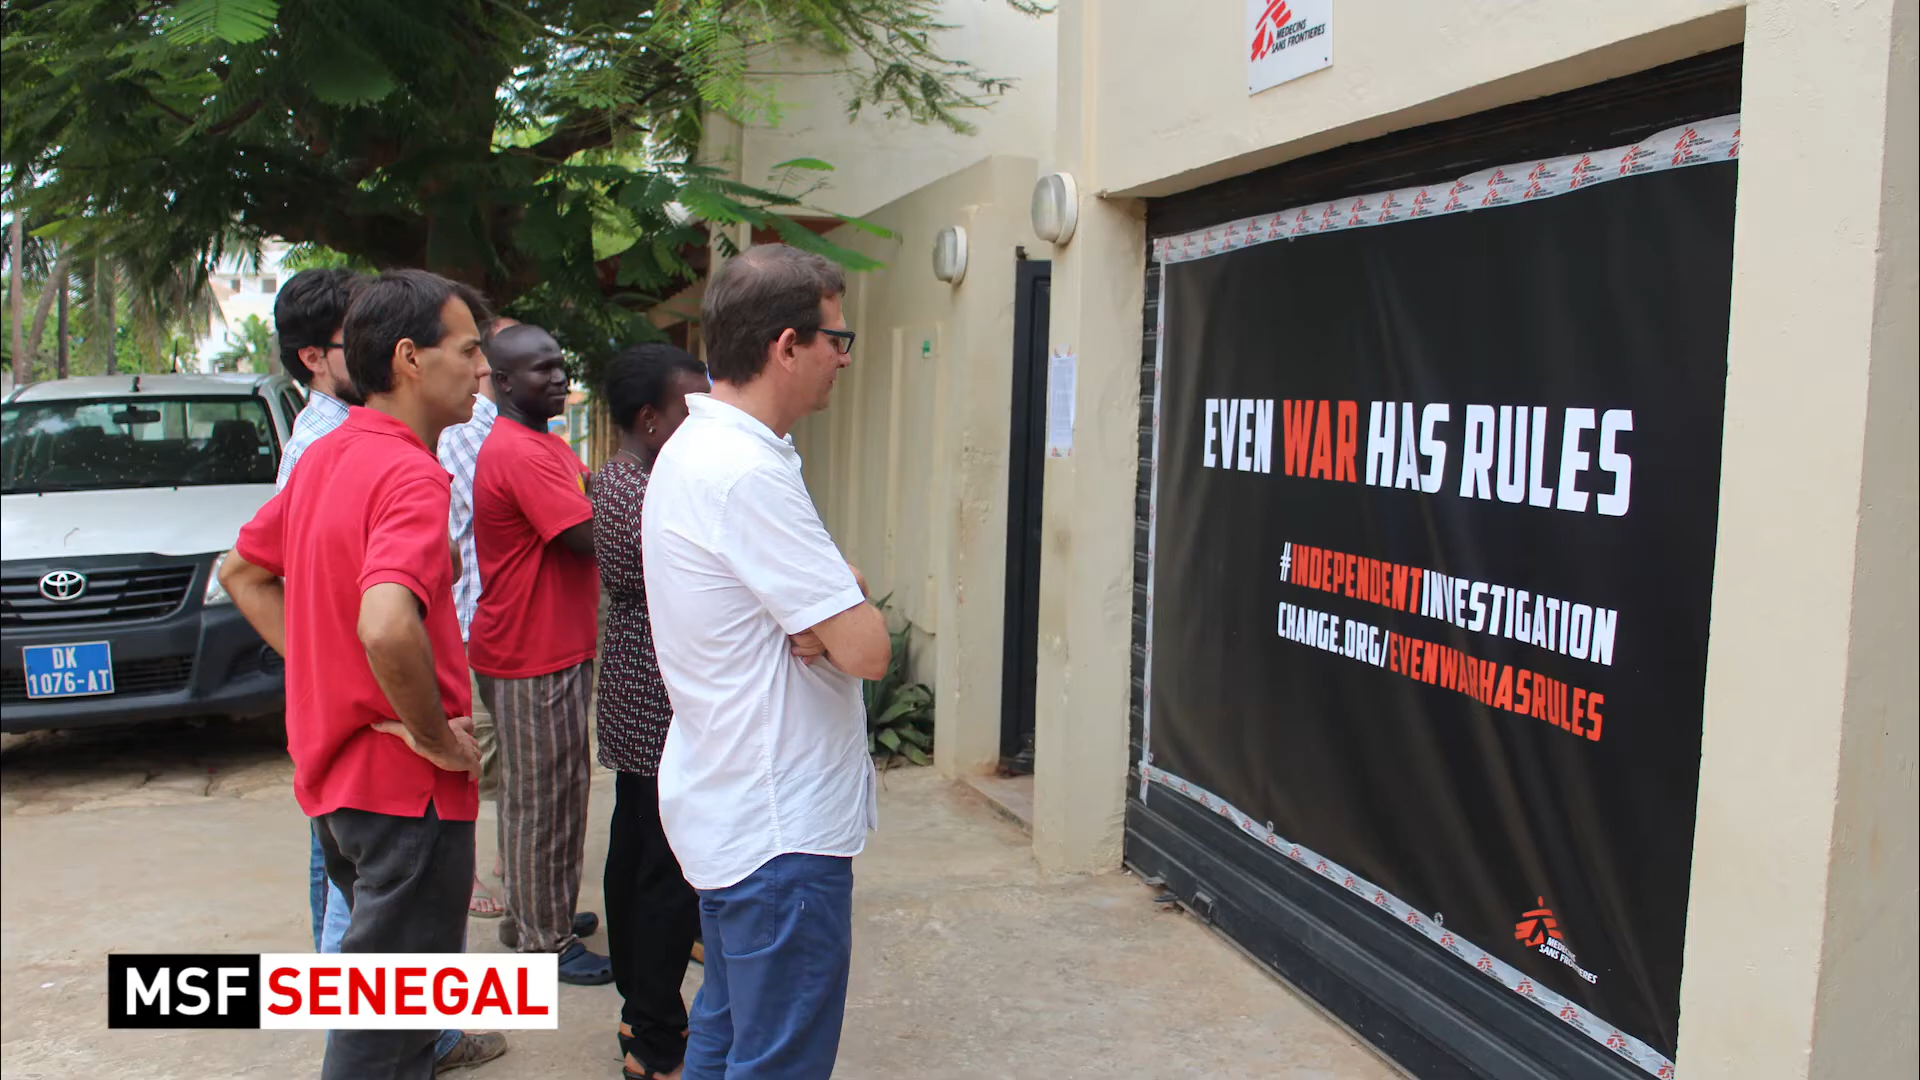 MEDECINS
SANS FRONTIERES
EVEN WAR HAS RULES
#INDEPENDENTINVESTIGATION
CHANGE.ORG/EVENWARHASRULES
MEDECINS
SANS FRONTIERES
DK
1076-AT
MSF SENEGAL